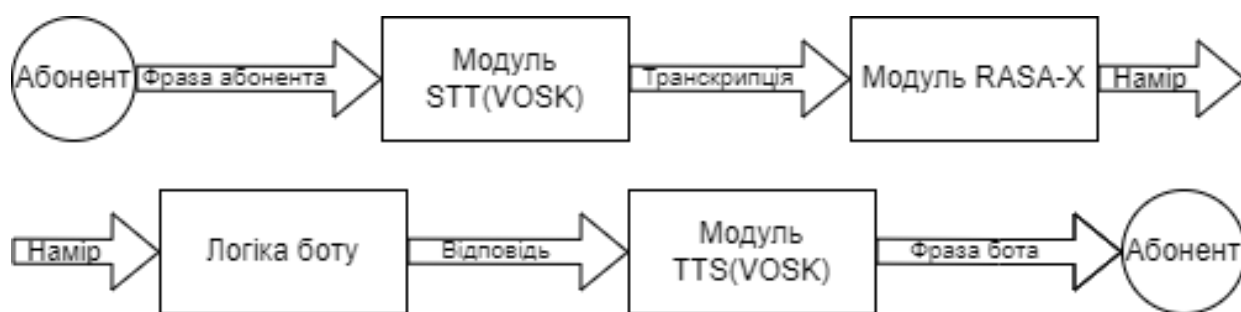 Абонент
Фраза абонента
Модуль
STT(VOSK)
Транскрипція
Модуль RASA-X
Намір
Намір
Логіка боту
Відповідь
Модуль
TTS(VOSK)
Фраза бота
Абонент